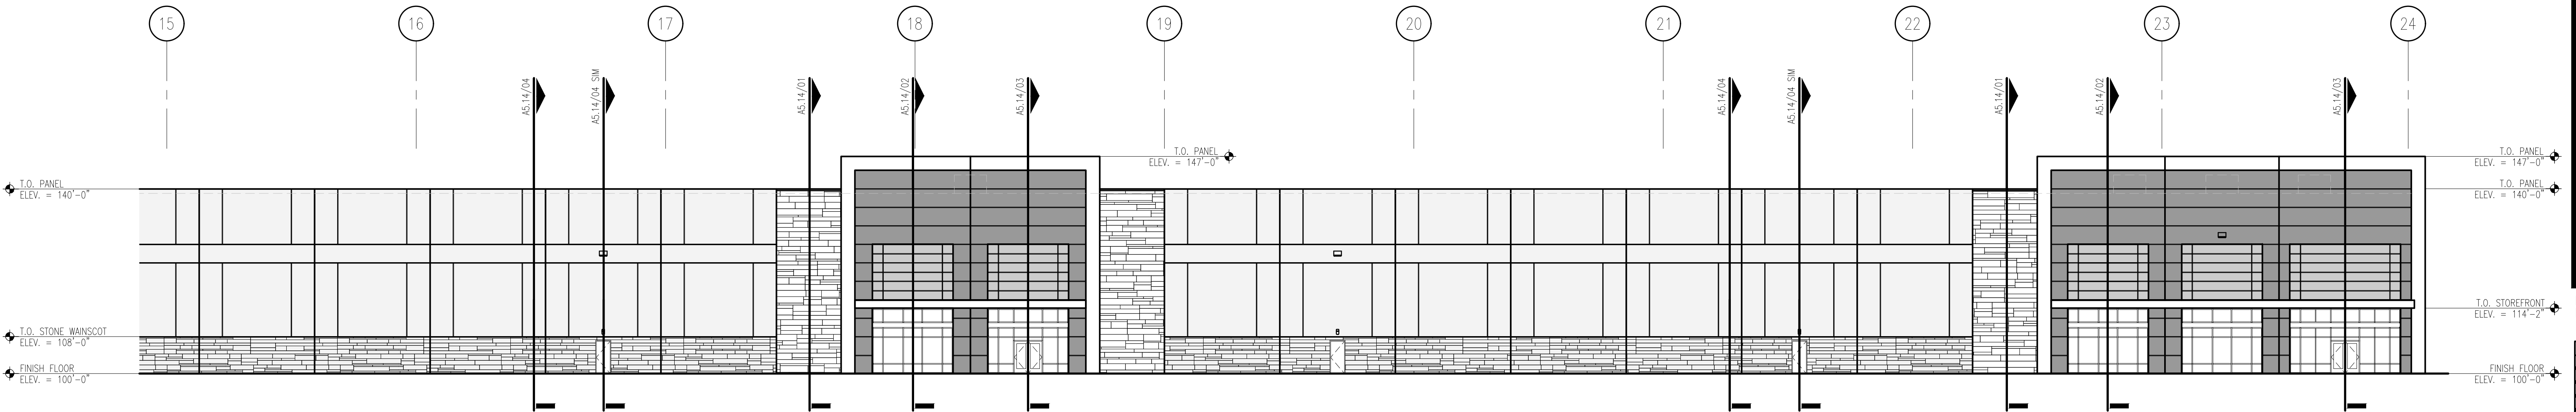 15
16
17
18
19
20
21
22
23
24
A5.14/04
A5.14/04 SIM
A5.14/01
A5.14/02
A5.14/03
A5.14/04
A5.14/04 SIM
A5.14/01
A5.14/02
A5.14/03
T.O. PANEL
ELEV. = 147'-0"
T.O. PANEL
ELEV. = 147'-0"
T.O. PANEL
ELEV. = 140'-0"
T.O. PANEL
ELEV. = 140'-0"
T.O. STOREFRONT
ELEV. = 114'-2"
T.O. STONE WAINSCOT
ELEV. = 108'-0"
FINISH FLOOR
ELEV. = 100'-0"
FINISH FLOOR
ELEV. = 100'-0"